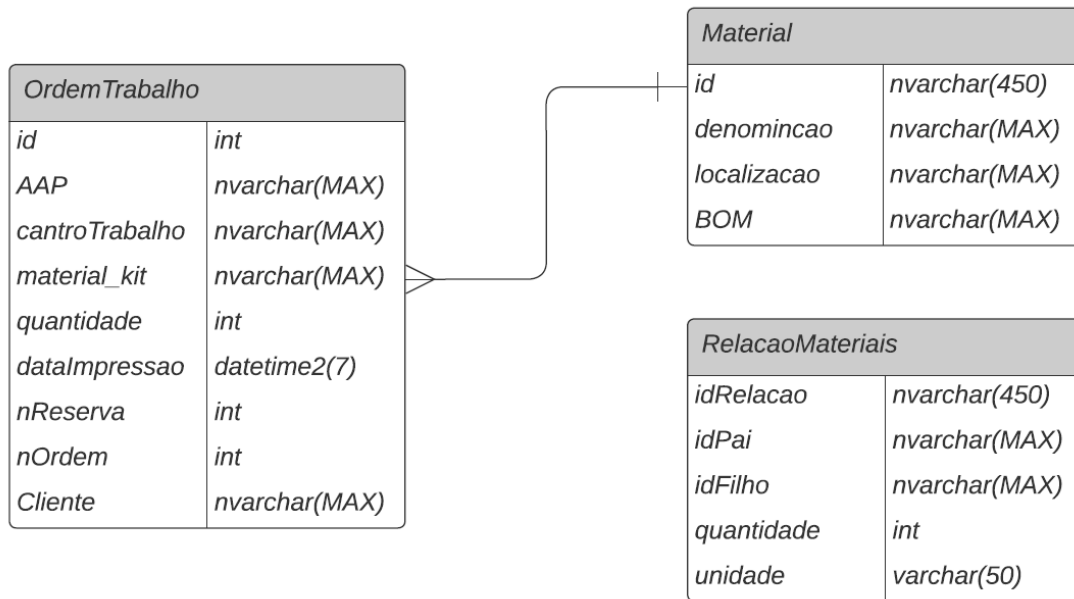 OrdemTrabalho
id int
AAP nvarchar(MAX)
cantroTrabalho nvarchar(MAX)
material_kit nvarchar(MAX)
quantidade int
dataImpressao datetime2(7)
nReserva int
nOrdem int
Cliente nvarchar(MAX)
Material
id nvarchar(450)
denomincao nvarchar(MAX)
localizacao nvarchar(MAX)
BOM nvarchar(MAX)
RelacaoMateriais
idRelacao nvarchar(450)
idPai nvarchar(MAX)
idFilho nvarchar(MAX)
quantidade int
unidade varchar(50)